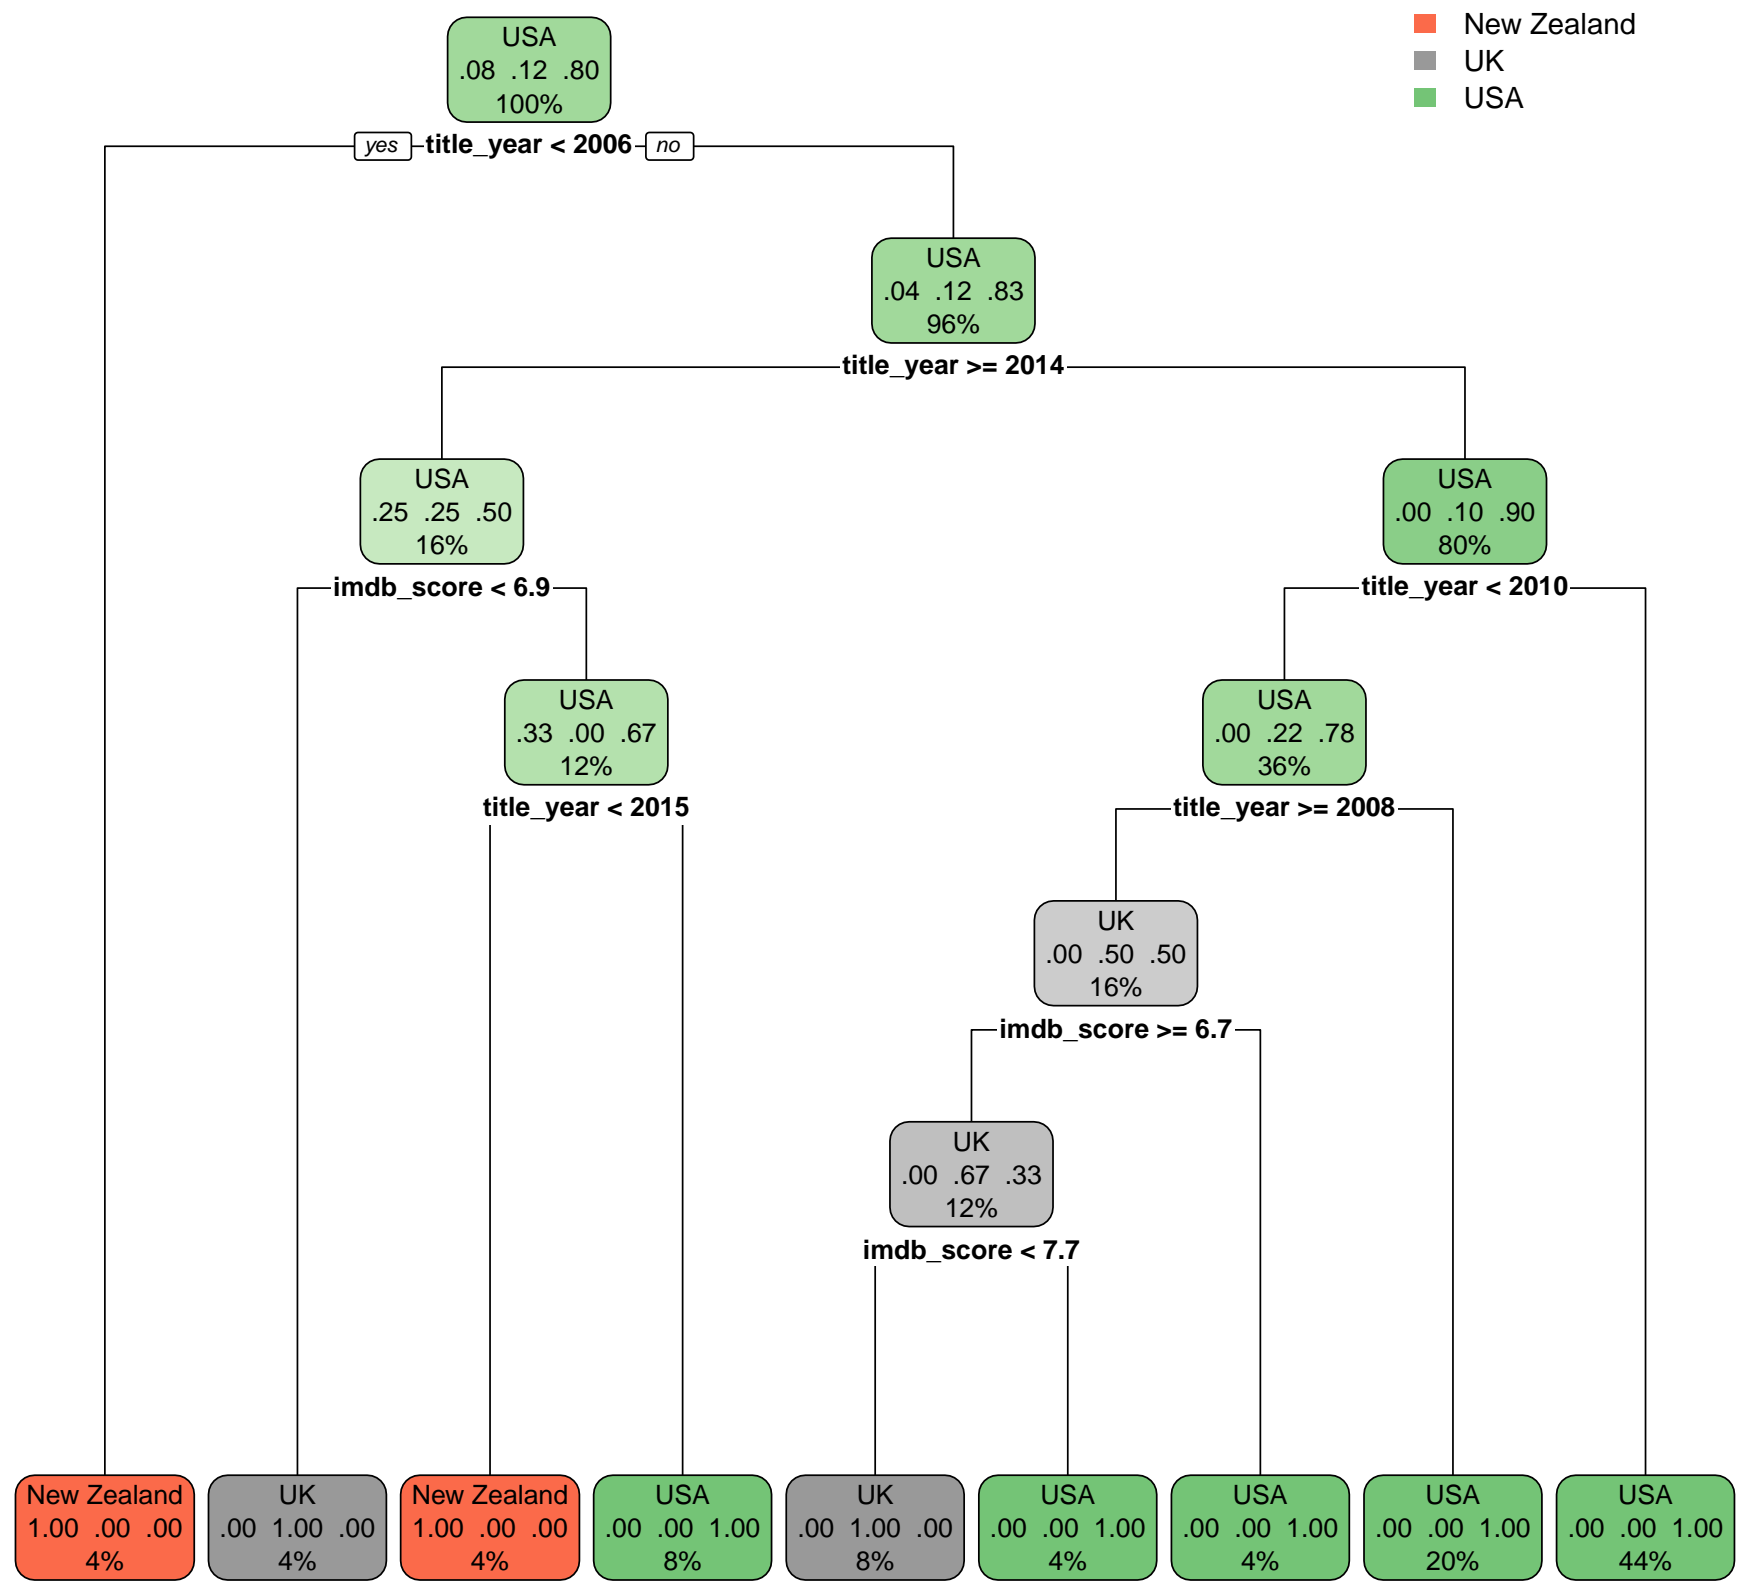 New Zealand
UK
USA
USA
.08 .12 .80
100%
yes title_year < 2006 no
USA
.04 .12 .83
96%
title_year >= 2014
USA
.25 .25 .50
16%
USA
.00 .10 .90
80%
imdb_score < 6.9
title_year < 2010
USA
.33 .00 .67
12%
USA
.00 .22 .78
36%
title_year < 2015
title_year >= 2008
UK
.00 .50 .50
16%
imdb_score >= 6.7
UK
.00 .67 .33
12%
imdb_score < 7.7
New Zealand
1.00 .00 .00
4%
UK
.00 1.00 .00
4%
New Zealand
1.00 .00 .00
4%
USA
.00 .00 1.00
8%
UK
.00 1.00 .00
8%
USA
.00 .00 1.00
4%
USA
.00 .00 1.00
4%
USA
.00 .00 1.00
20%
USA
.00 .00 1.00
44%